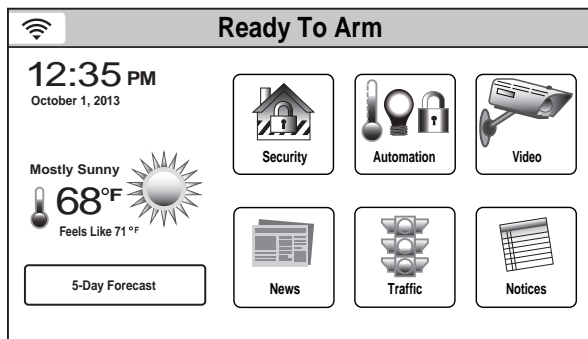 Ready To Arm
12:35 PM
October 1, 2013
Mostly Sunny
68°F
Feels Like 71 °F
5-Day Forecast
Security
Automation
Video
News
Traffic
Notices